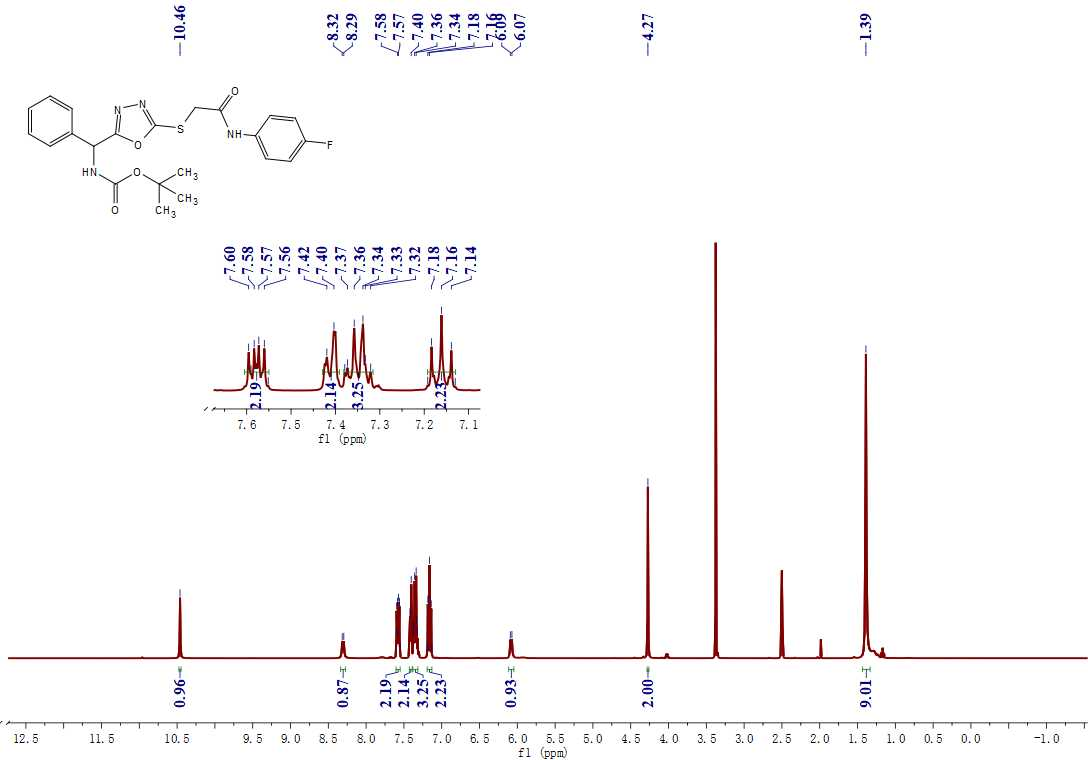 10.46 8.32 8.29 7.58 7.57 7.40 7.36 7.34 7.18 7.16 6.09 6.07 4.27 1.39
O
N N
S
NH
O
F
HN
O
CH3
O
CH3
CH3
7.60 7.58 7.57 7.56 7.42 7.40 7.37 7.36 7.34 7.33 7.32 7.18 7.16 7.14
2.19 2.14 3.25 2.23
7.6 7.5 7.4 7.3 7.2 7.1
f1 (ppm)
0.96 0.87 2.19 2.14 3.25 2.23 0.93 2.00 9.01
12.5 11.5 10.5 9.5 9.0 8.5 8.0 7.5 7.0 6.5 6.0 5.5 5.0 4.5 4.0 3.5 3.0 2.5 2.0 1.5 1.0 0.5 0.0 -1.0
f1 (ppm)